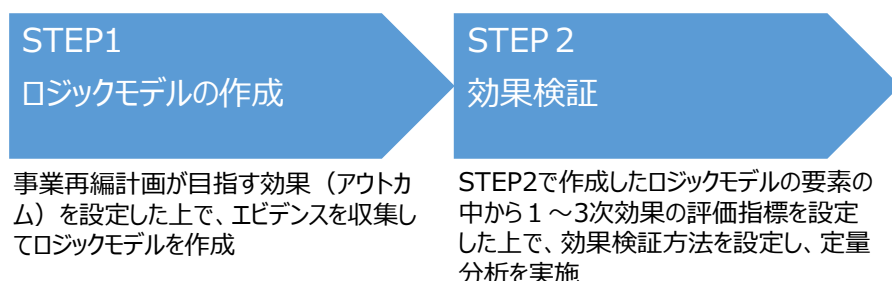 STEP1
ロジックモデルの作成
STEP２
効果検証
事業再編計画が目指す効果（アウトカ
ム）を設定した上で、エビデンスを収集し
てロジックモデルを作成
STEP2で作成したロジックモデルの要素の
中から１～3次効果の評価指標を設定
した上で、効果検証方法を設定し、定量
分析を実施